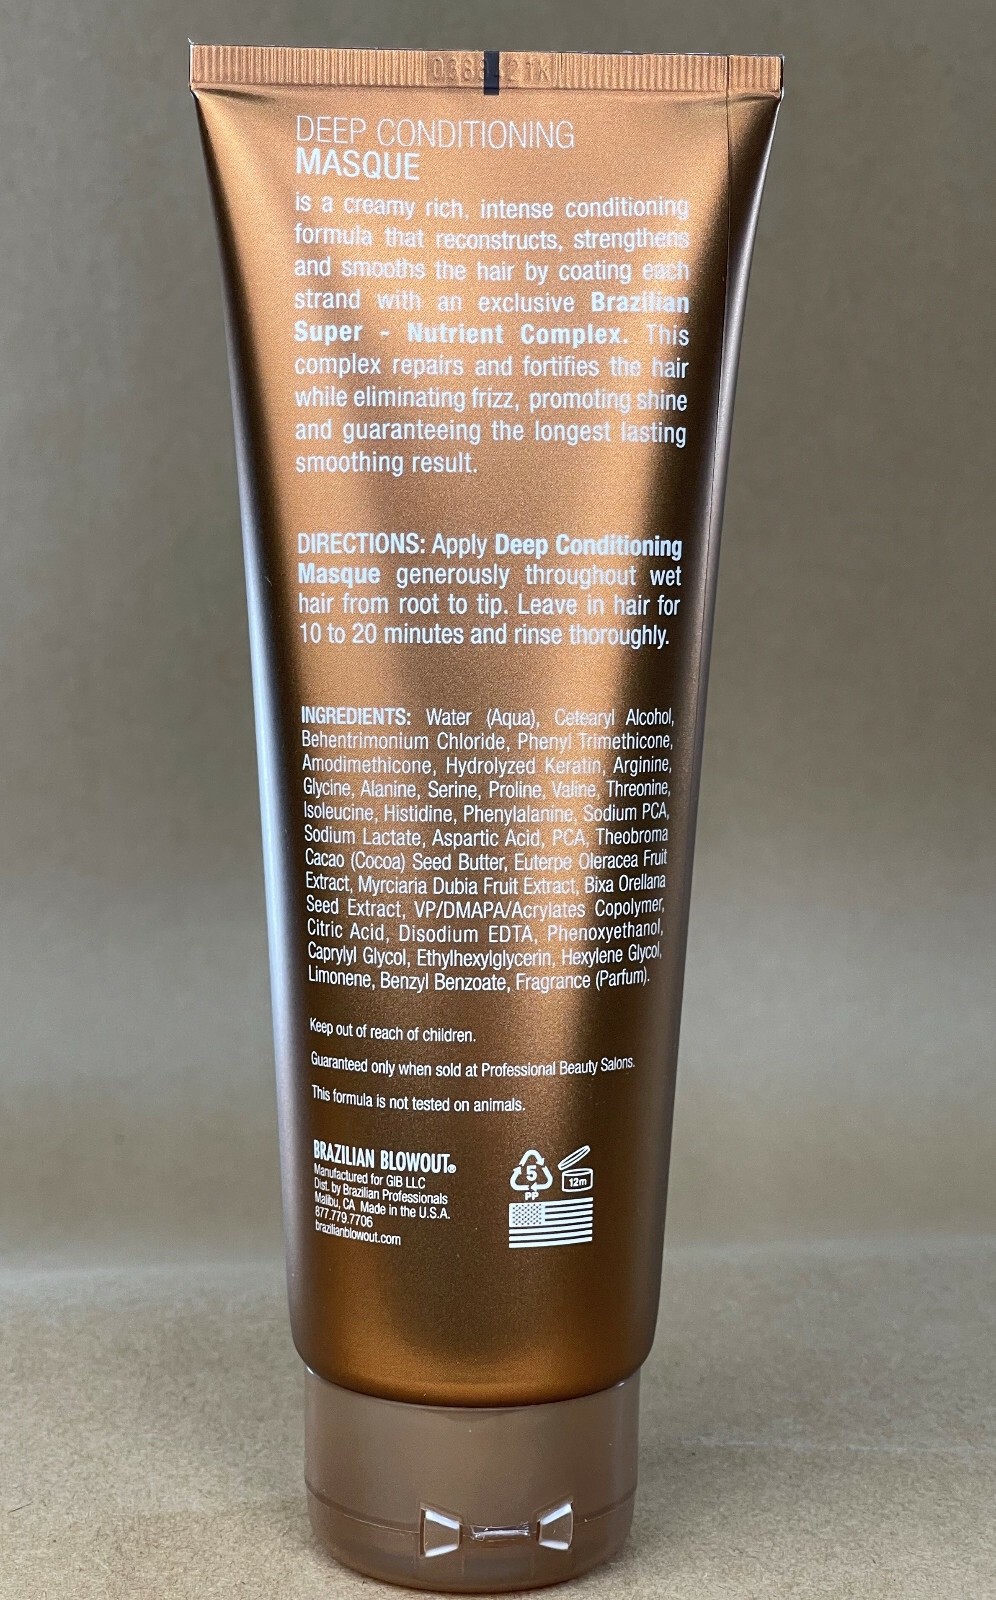 DEEP CONDITIONING
MASQUE
is a creamy rich, intense conditioning
formula that reconstructs, strengthens
and smooths the hair by coating each
strand with an exclusive Brazilian
Super - Nutrient Complex. This
complex repairs and fortifies the hair
while eliminating frizz, promoting shine
and guaranteeing the longest lasting
smoothing result.
DIRECTIONS: Apply Deep Conditioning
Masque generously throughout wet
hair from root to tip. Leave in hair for
10 to 20 minutes and rinse thoroughly.
INGREDIENTS: Water (Aqua), Cetearyl Alcohol,
Behentrimonium Chloride, Phenyl Trimethicone,
Amodimethicone, Hydrolyzed Keratin, Arginine,
Glycine, Alanine, Serine, Proline, Valine, Threonine,
Isoleucine, Histidine, Phenylalanine, Sodium PCA,
Sodium Lactate, Aspartic Acid, PCA, Theobroma
Cacao (Cocoa) Seed Butter, Euterpe Oleracea Fruit
Extract, Myrciaria Dubia Fruit Extract, Bixa Orellana
Seed Extract, VP/DMAPA/Acrylates Copolymer,
Citric Acid, Disodium EDTA, Phenoxyethanol,
Caprylyl Glycol, Ethylhexylglycerin, Hexylene Glycol,
Limonene, Benzyl Benzoate, Fragrance (Parfum).
Keep out of reach of children.
Guaranteed only when sold at Professional Beauty Salons.
This formula is not tested on animals.
BRAZILIAN BLOWOUT®
Manufactured for GIB LLC
Dist. by Brazilian Professionals
Malibu, CA Made in the U.S.A.
877.779.7706
brazilianblowout.com
5
PP
12m